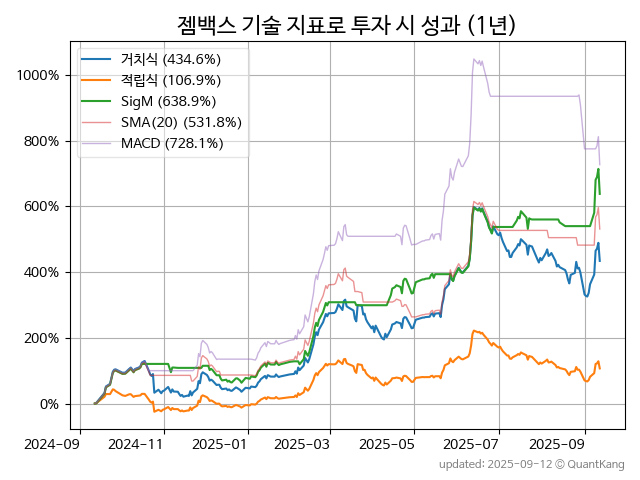 젬백스 기술 지표로 투자 시 성과 (1년)
거치식 (434.6%)
적립식 (106.9%)
SigM (638.9%)
SMA(20) (531.8%)
MACD (728.1%)
1000%
800%
600%
400%
200%
0%
2024-09 2024-11 2025-01 2025-03 2025-05 2025-07 2025-09
updated: 2025-09-12 © QuantKang